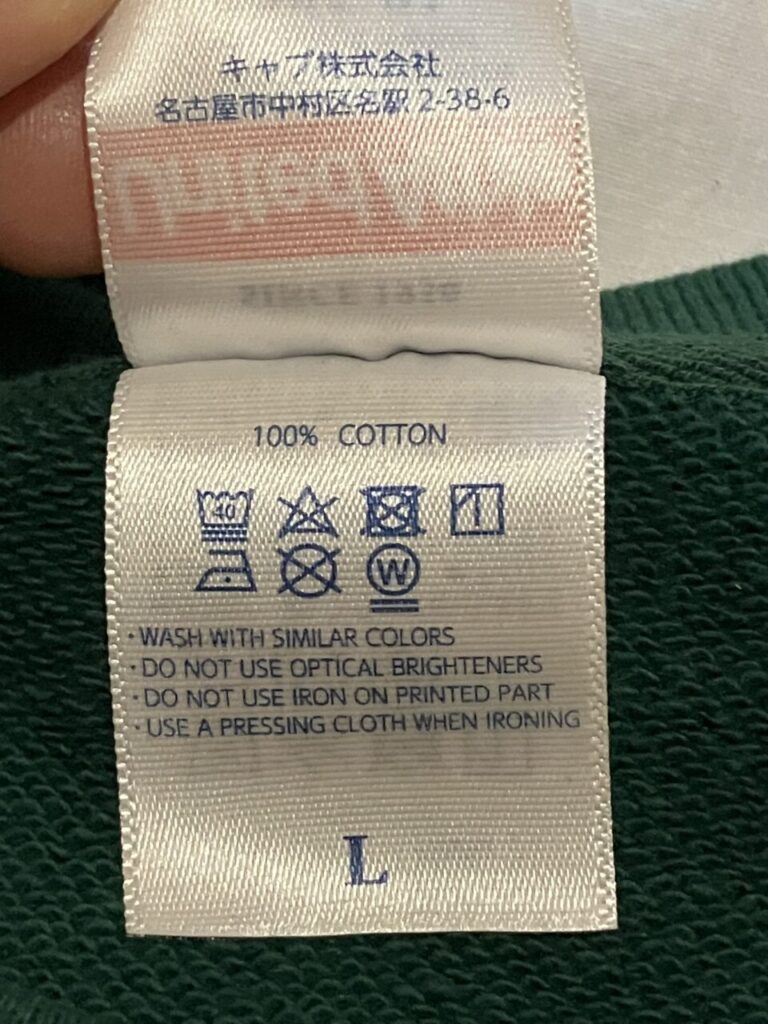 キャブ株式会社
名古屋市中村区名駅 2-38-6
100% COTTON
40
W
・WASH WITH SIMILAR COLORS
・DO NOT USE OPTICAL BRIGHTENERS
・DO NOT USE IRON ON PRINTED PART
・USE A PRESSING CLOTH WHEN IRONING
L